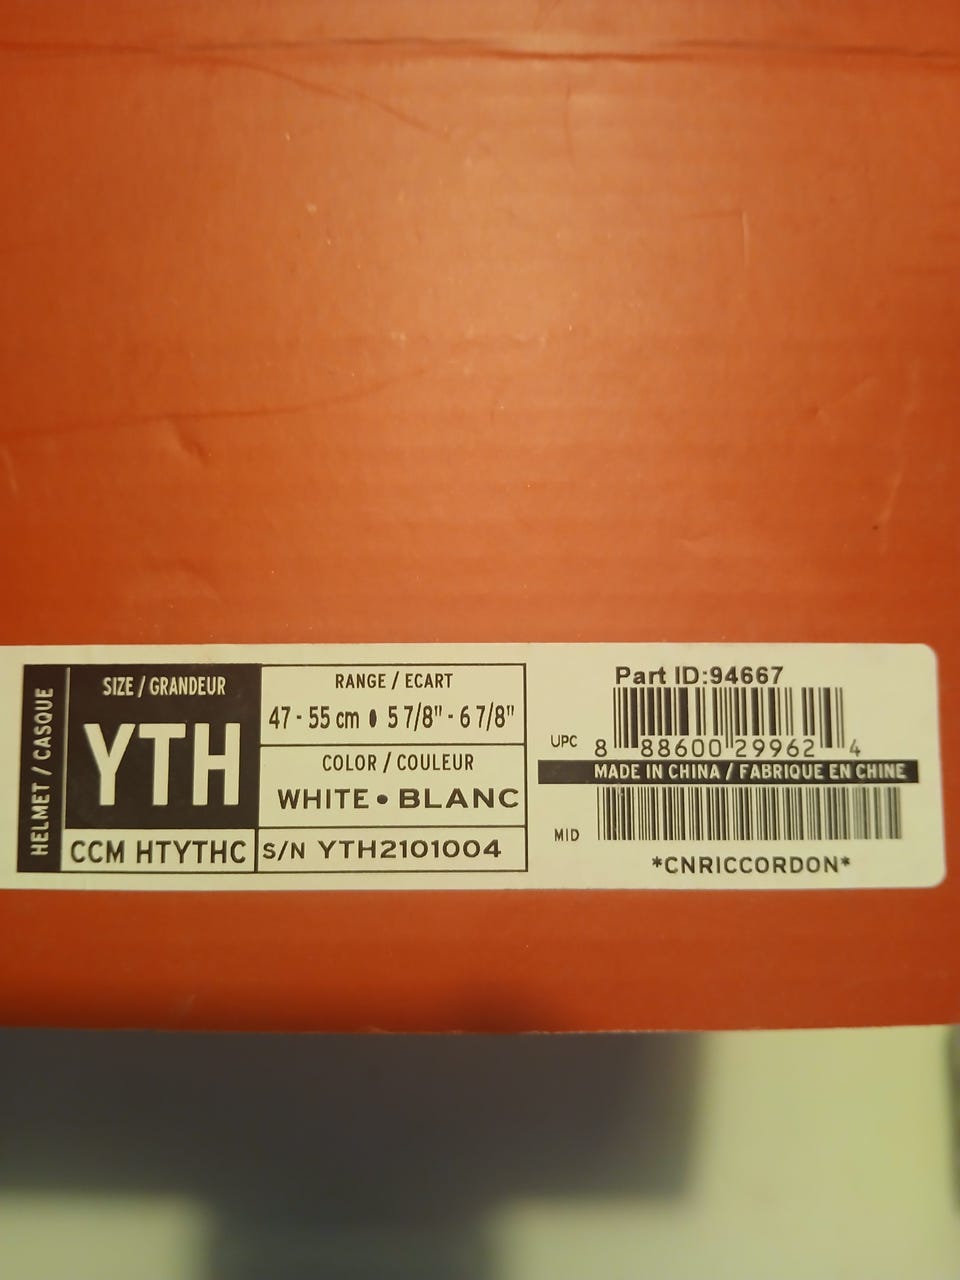 HELMET / CASQUE
SIZE / GRANDEUR
YTH
CCM HTYTHC
RANGE / ECART
47 - 55 cm • 5 7/8" - 6 7/8"
COLOR / COULEUR
WHITE • BLANC
S/N YTH2101004
Part ID:94667
UPC 8 88600 29962 4
MADE IN CHINA / FABRIQUE EN CHINE
MID
*CNRICCORDON*